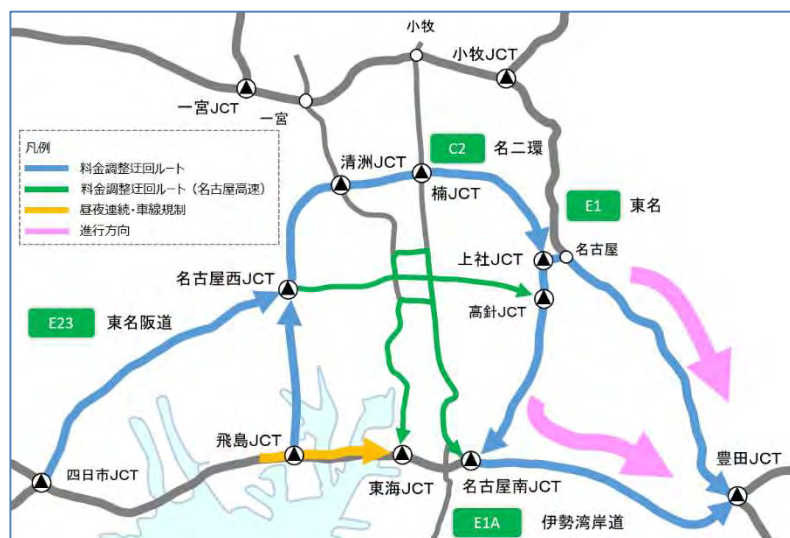 小牧
小牧JCT
一宮JCT
一宮
凡例
料金調整迂回ルート
料金調整迂回ルート（名古屋高速）
昼夜連続・車線規制
進行方向
清洲JCT
C2 名二環
楠JCT
E1 東名
名古屋
上社JCT
名古屋西JCT
高針JCT
E23 東名阪道
飛島JCT
四日市JCT
東海JCT
名古屋南JCT
豊田JCT
E1A 伊勢湾岸道